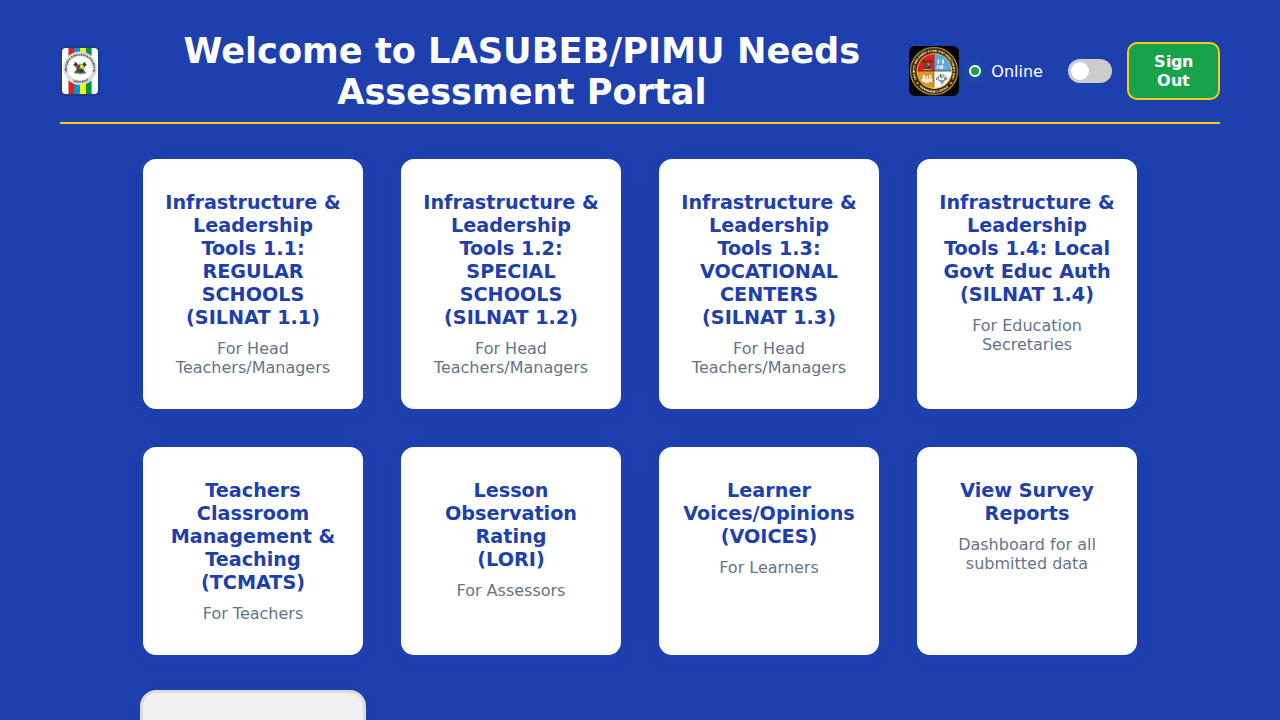 Welcome to LASUBEB/PIMU Needs
Assessment Portal
Online
Sign
Out
Infrastructure &
Leadership
Tools 1.1:
REGULAR
SCHOOLS
(SILNAT 1.1)
For Head
Teachers/Managers
Infrastructure &
Leadership
Tools 1.2:
SPECIAL
SCHOOLS
(SILNAT 1.2)
For Head
Teachers/Managers
Infrastructure &
Leadership
Tools 1.3:
VOCATIONAL
CENTERS
(SILNAT 1.3)
For Head
Teachers/Managers
Infrastructure &
Leadership
Tools 1.4: Local
Govt Educ Auth
(SILNAT 1.4)
For Education
Secretaries
Teachers
Classroom
Management &
Teaching
(TCMATS)
For Teachers
Lesson
Observation
Rating
(LORI)
For Assessors
Learner
Voices/Opinions
(VOICES)
For Learners
View Survey
Reports
Dashboard for all
submitted data